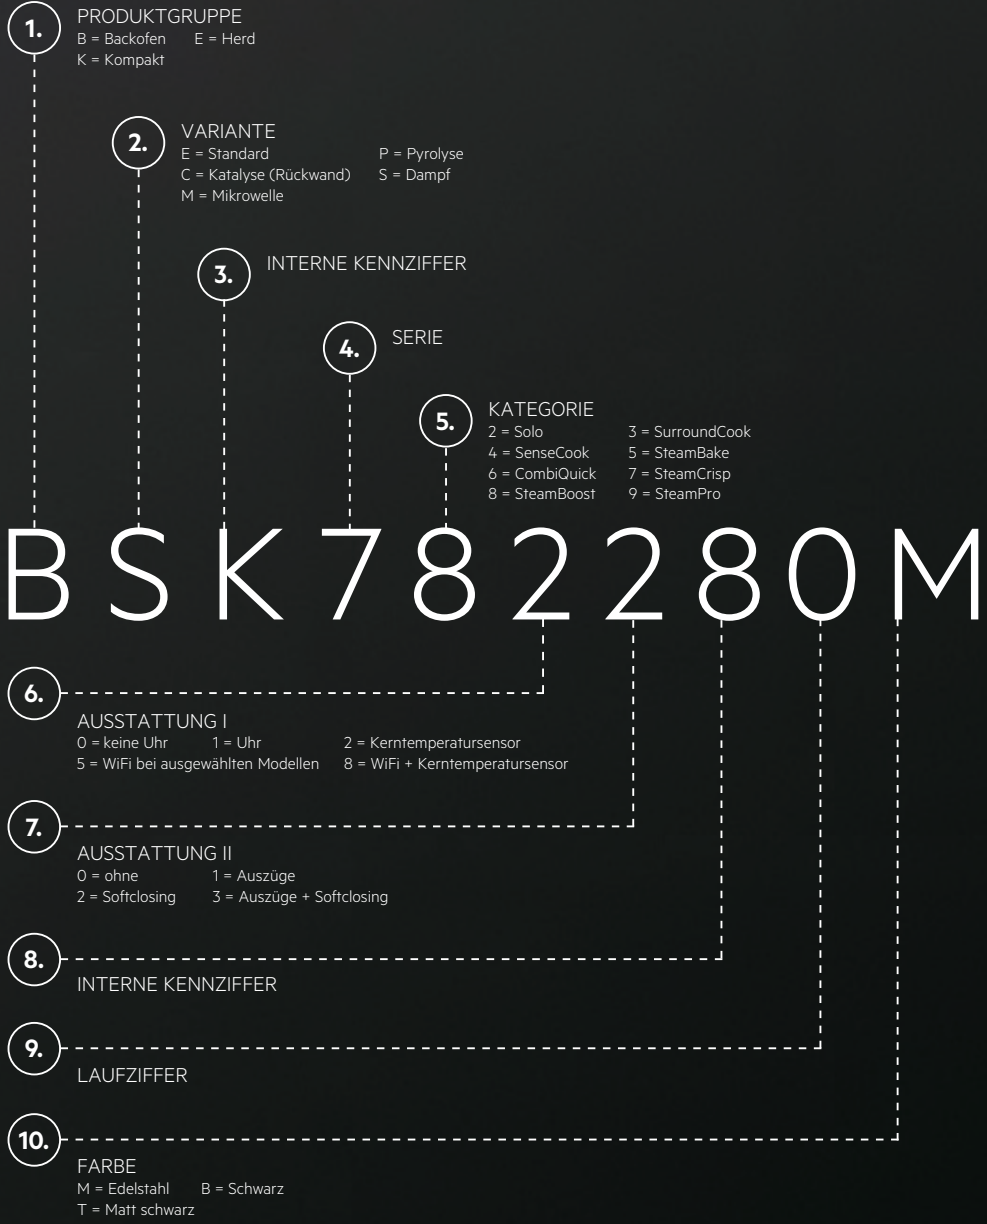 1.
PRODUKTGRUPPE
B = Backofen E = Herd
K = Kompakt
2.
VARIANTE
E = Standard P = Pyrolyse
C = Katalyse (Rückwand) S = Dampf
M = Mikrowelle
3.
INTERNE KENNZIFFER
4.
SERIE
5.
KATEGORIE
2 = Solo 3 = SurroundCook
4 = SenseCook 5 = SteamBake
6 = CombiQuick 7 = SteamCrisp
8 = SteamBoost 9 = SteamPro
BSK782280M
6.
AUSSTATTUNG I
0 = keine Uhr 1 = Uhr 2 = Kerntemperatursensor
5 = WiFi bei ausgewählten Modellen 8 = WiFi + Kerntemperatursensor
7.
AUSSTATTUNG II
0 = ohne 1 = Auszüge
2 = Softclosing 3 = Auszüge + Softclosing
8.
INTERNE KENNZIFFER
9.
LAUFZIFFER
10.
FARBE
M = Edelstahl B = Schwarz
T = Matt schwarz